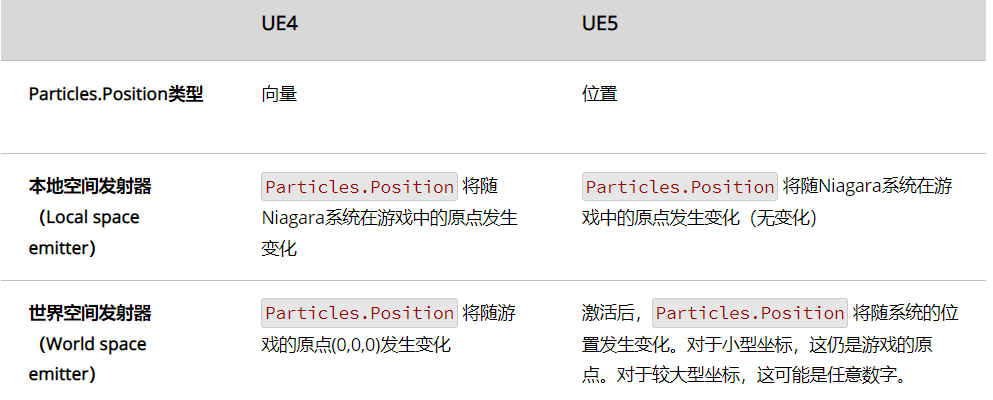 UE4 UE5
Particles.Position类型 向量 位置
本地空间发射器 Particles.Position 将随 Particles.Position 将随Niagara系统在游
（Local space Niagara系统在游戏中的原点发生 戏中的原点发生变化（无变化）
emitter） 变化
世界空间发射器 Particles.Position 将随游 激活后，Particles.Position 将随系统的位
（World space 戏的原点(0,0,0)发生变化 置发生变化。对于小型坐标，这仍是游戏的原
emitter） 点。对于较大型坐标，这可能是任意数字。